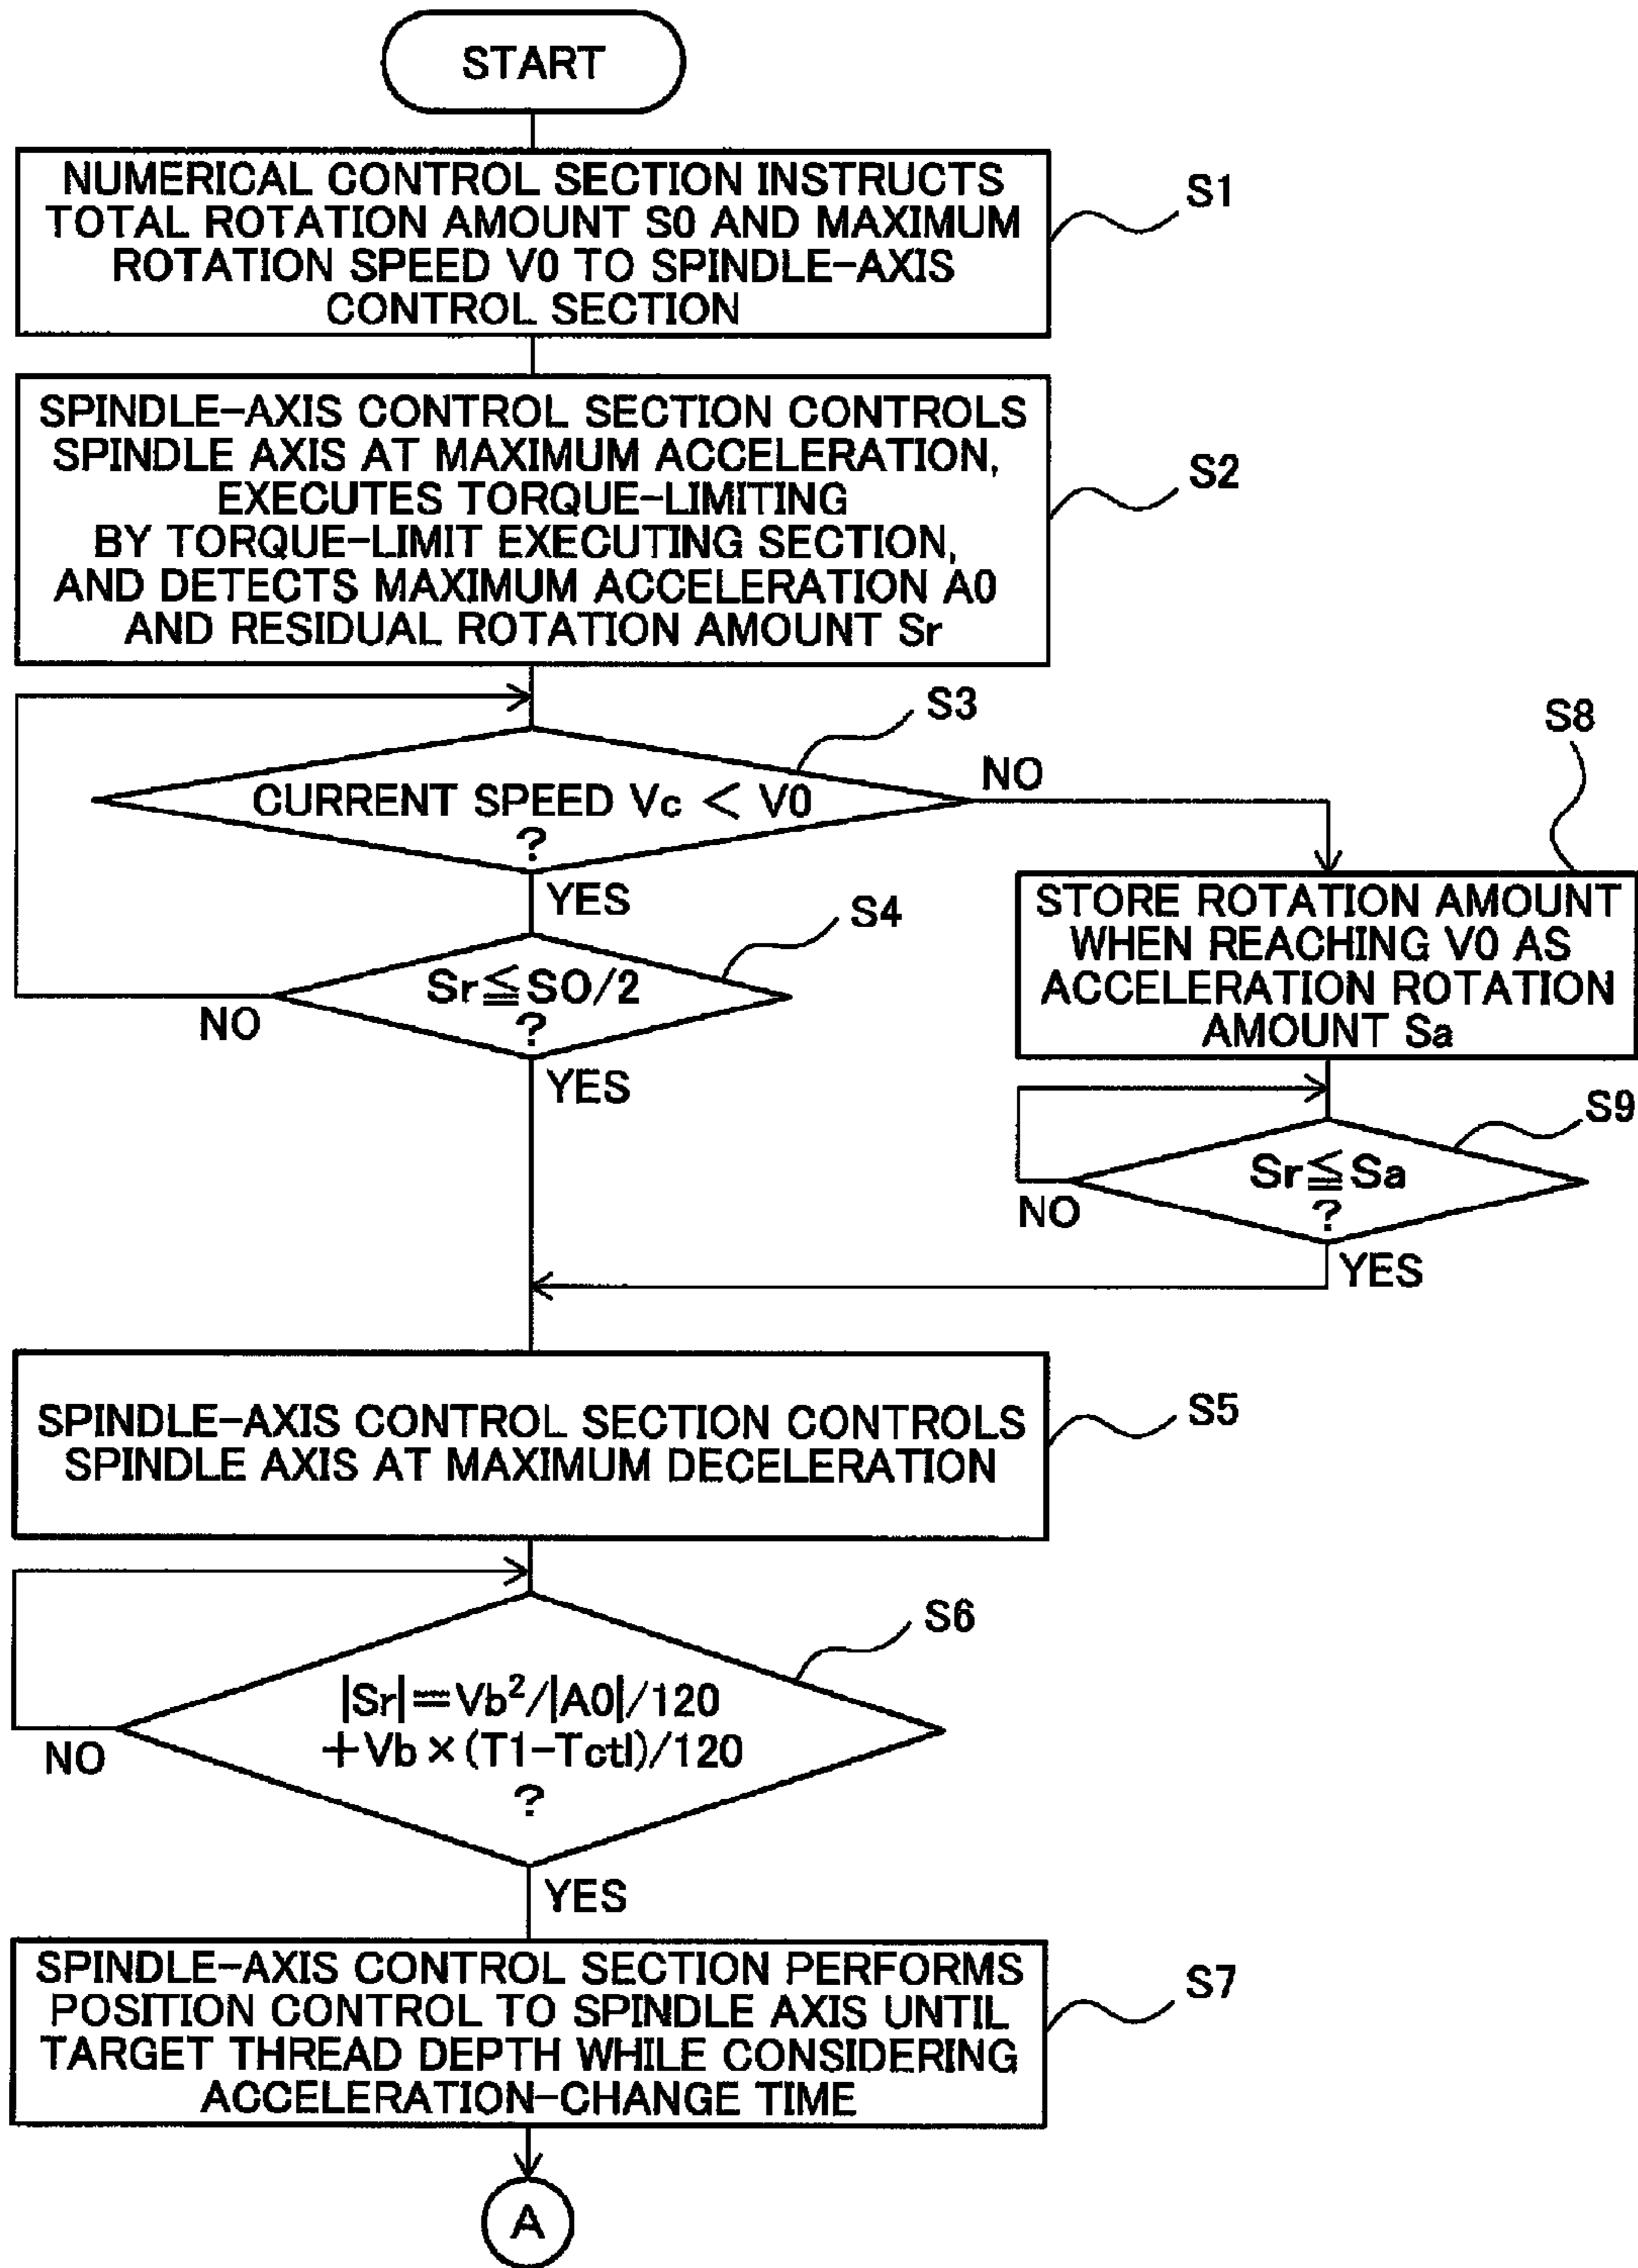 START
NUMERICAL CONTROL SECTION INSTRUCTS
TOTAL ROTATION AMOUNT S0 AND MAXIMUM
ROTATION SPEED V0 TO SPINDLE-AXIS
CONTROL SECTION
S1
SPINDLE-AXIS CONTROL SECTION CONTROLS
SPINDLE AXIS AT MAXIMUM ACCELERATION,
EXECUTES TORQUE-LIMITING
BY TORQUE-LIMIT EXECUTING SECTION,
AND DETECTS MAXIMUM ACCELERATION A0
AND RESIDUAL ROTATION AMOUNT Sr
S2
S3
CURRENT SPEED Vc < V0
?
NO
YES
S8
STORE ROTATION AMOUNT
WHEN REACHING V0 AS
ACCELERATION ROTATION
AMOUNT Sa
S4
Sr≦S0/2
?
NO
YES
S9
Sr≦Sa
?
NO
YES
SPINDLE-AXIS CONTROL SECTION CONTROLS
SPINDLE AXIS AT MAXIMUM DECELERATION
S5
S6
|Sr|=Vb²/|A0|/120
+Vb×(T1-Tctl)/120
?
NO
YES
SPINDLE-AXIS CONTROL SECTION PERFORMS
POSITION CONTROL TO SPINDLE AXIS UNTIL
TARGET THREAD DEPTH WHILE CONSIDERING
ACCELERATION-CHANGE TIME
S7
A